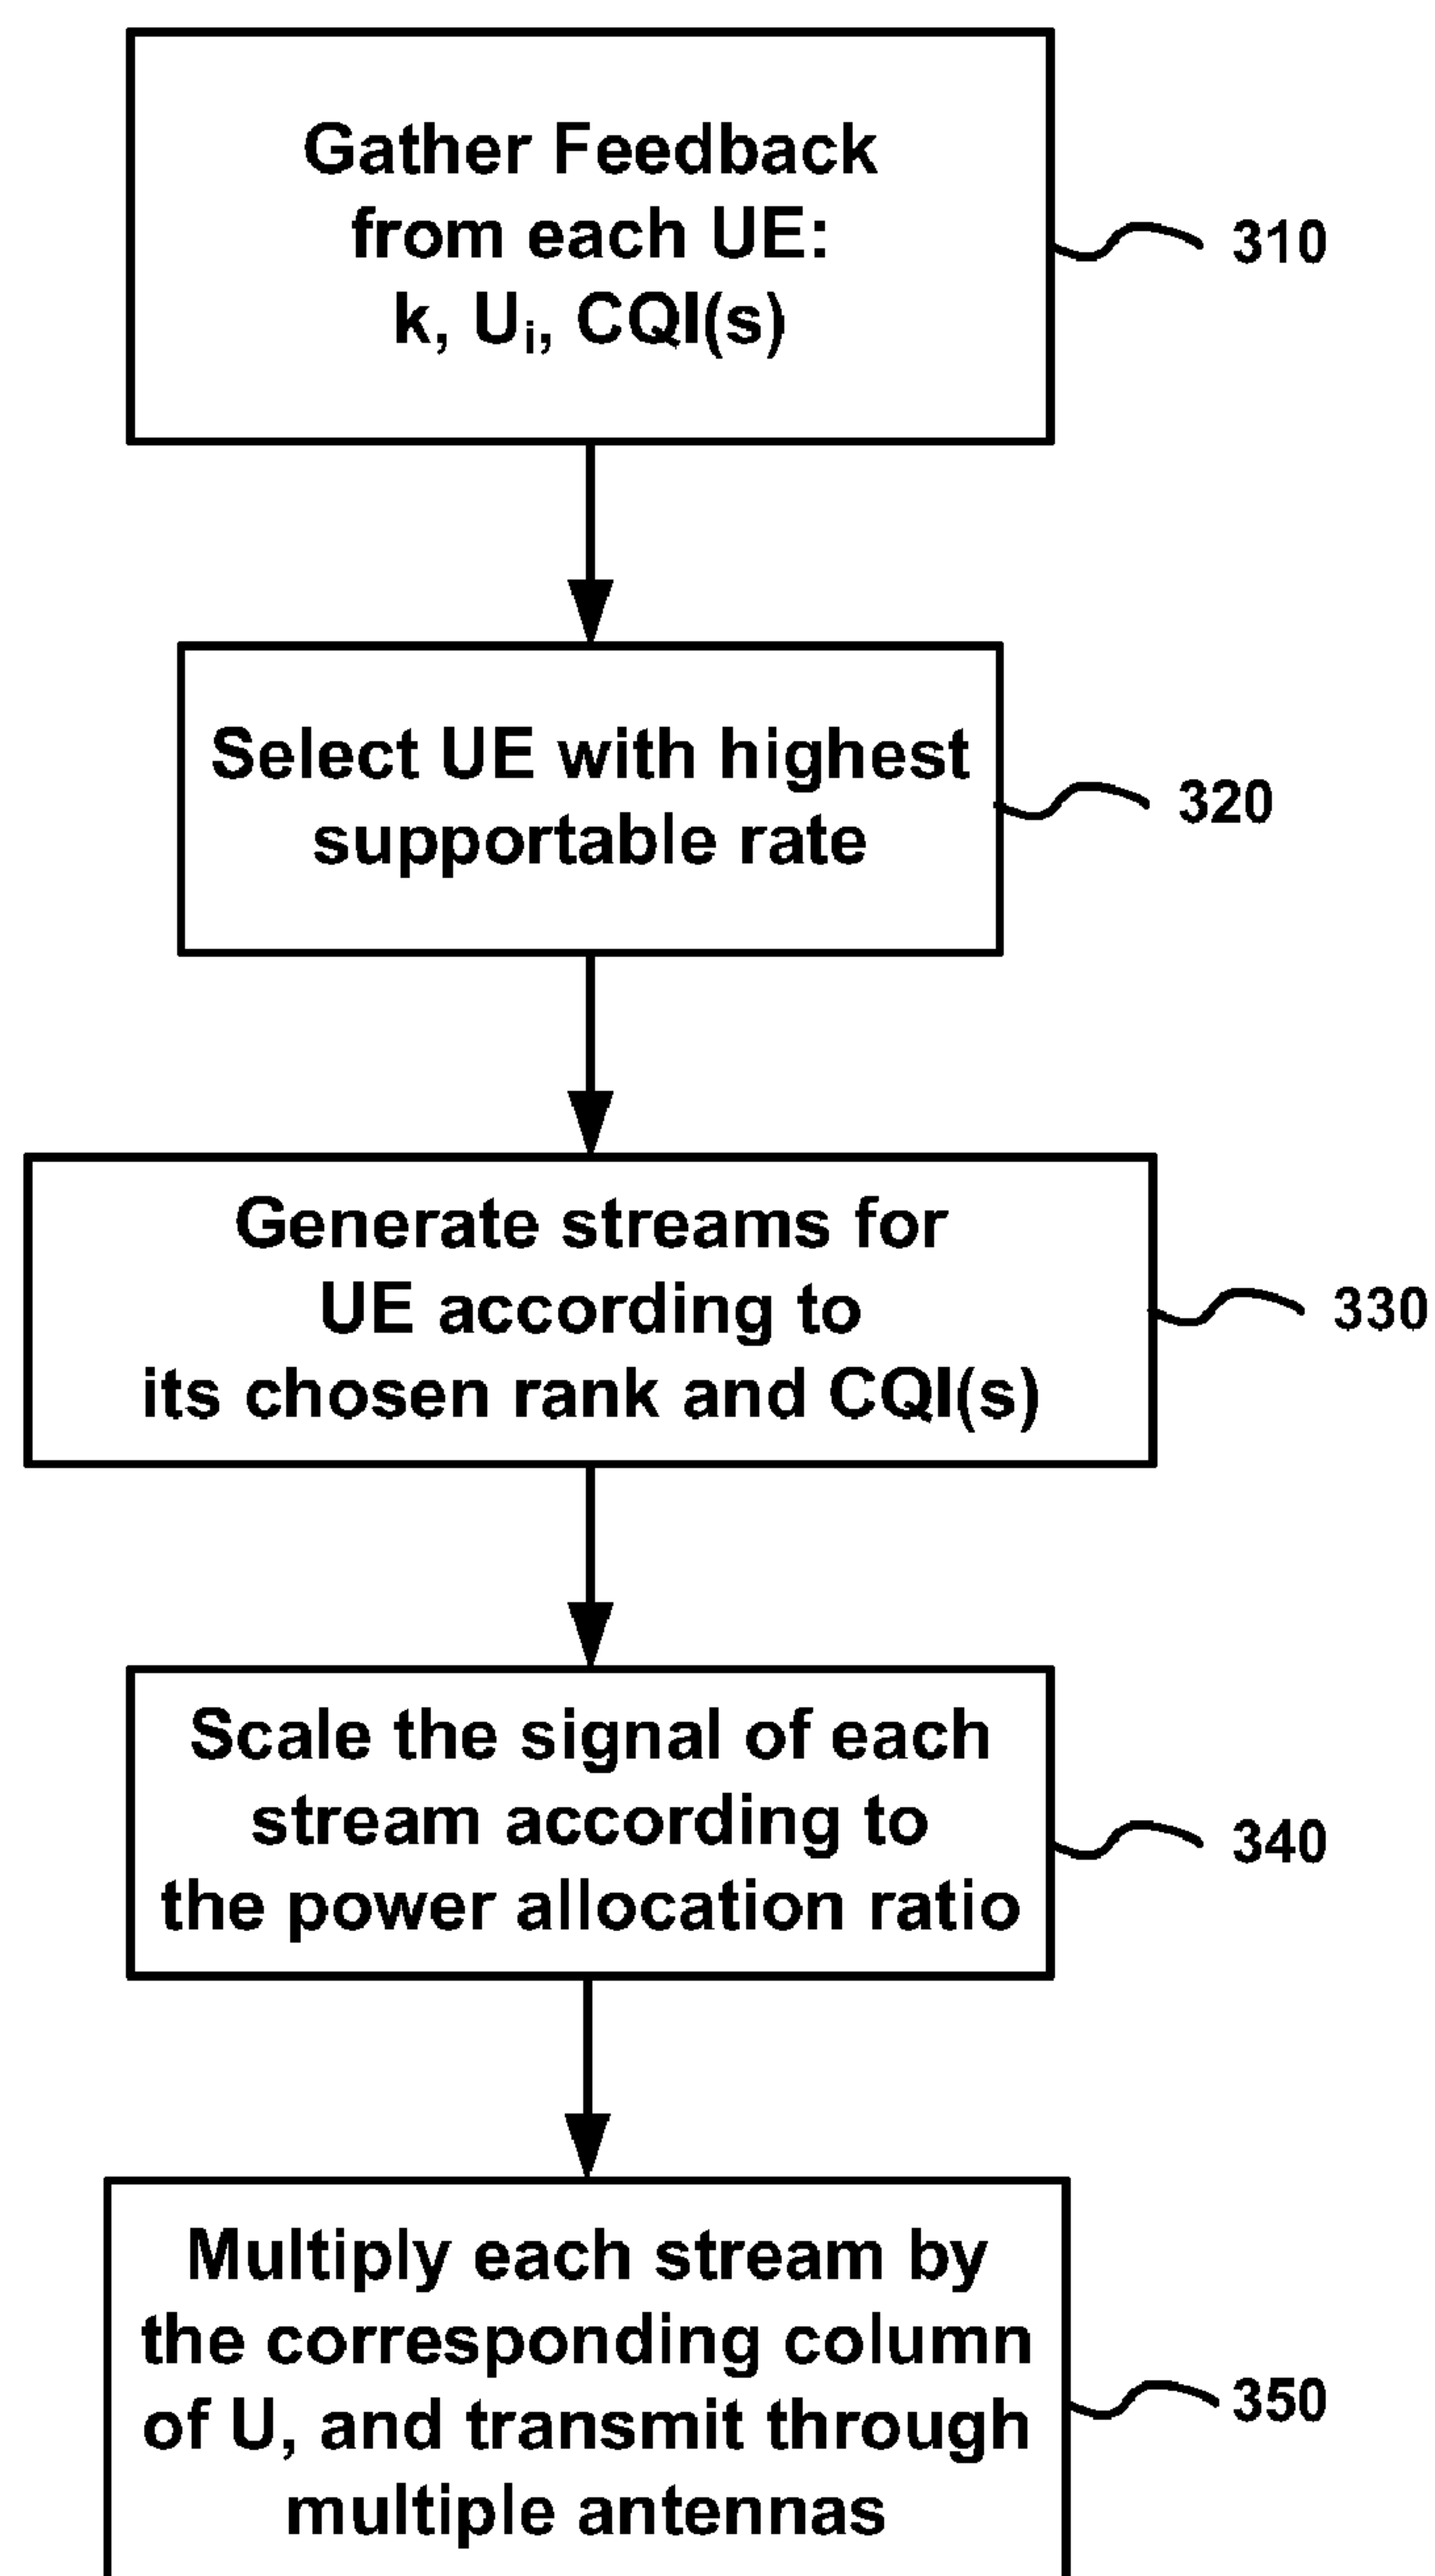 Gather Feedback
from each UE:
k, Uᵢ, CQI(s)
310
Select UE with highest
supportable rate
320
Generate streams for
UE according to
its chosen rank and CQI(s)
330
Scale the signal of each
stream according to
the power allocation ratio
340
Multiply each stream by
the corresponding column
of U, and transmit through
multiple antennas
350